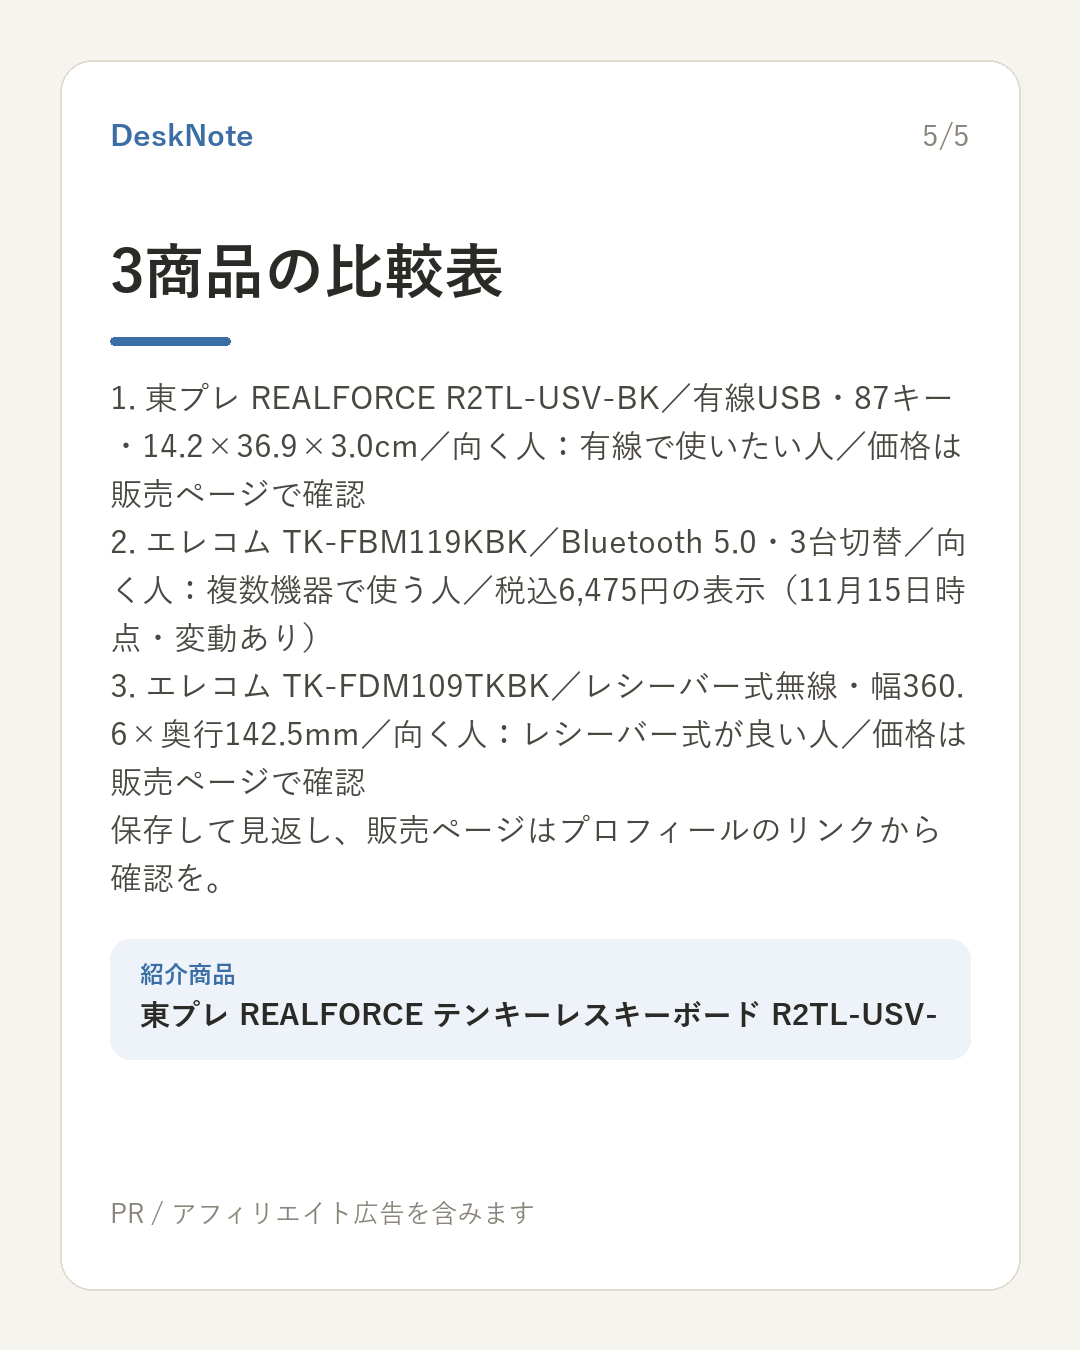 DeskNote
5/5
3商品の比較表
1. 東プレ REALFORCE R2TL-USV-BK／有線USB・87キー
・14.2×36.9×3.0cm／向く人：有線で使いたい人／価格は
販売ページで確認
2. エレコム TK-FBM119KBK／Bluetooth 5.0・3台切替／向
く人：複数機器で使う人／税込6,475円の表示（11月15日時
点・変動あり）
3. エレコム TK-FDM109TKBK／レシーバー式無線・幅360.
6×奥行142.5mm／向く人：レシーバー式が良い人／価格は
販売ページで確認
保存して見返し、販売ページはプロフィールのリンクから
確認を。
紹介商品
東プレ REALFORCE テンキーレスキーボード R2TL-USV-
PR / アフィリエイト広告を含みます